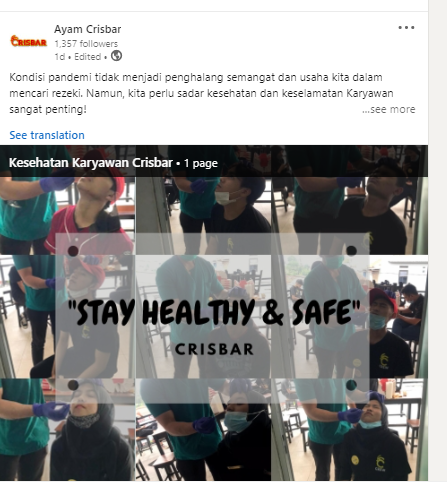 CRISBAR
Ayam Crisbar
1,357 followers
1d • Edited •
Kondisi pandemi tidak menjadi penghalang semangat dan usaha kita dalam
mencari rezeki. Namun, kita perlu sadar kesehatan dan keselamatan Karyawan
sangat penting!
...see more
See translation
Kesehatan Karyawan Crisbar • 1 page
"STAY HEALTHY & SAFE"
CRISBAR